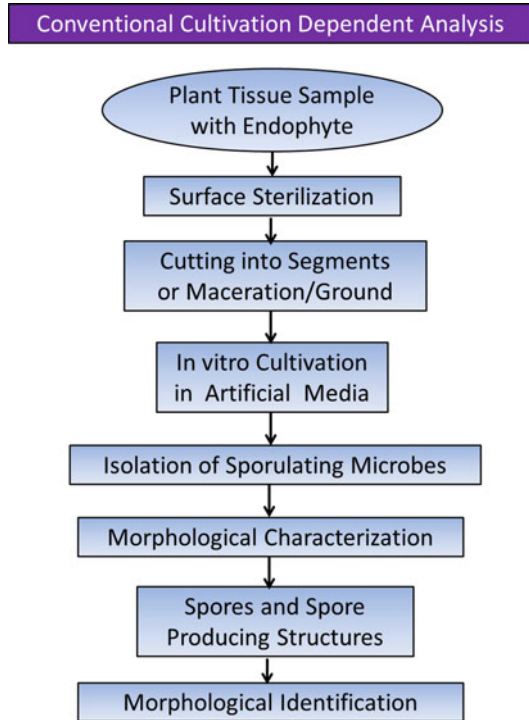 Conventional Cultivation Dependent Analysis
Plant Tissue Sample
with Endophyte
Surface Sterilization
Cutting into Segments
or Maceration/Ground
In vitro Cultivation
in Artificial Media
Isolation of Sporulating Microbes
Morphological Characterization
Spores and Spore
Producing Structures
Morphological Identification